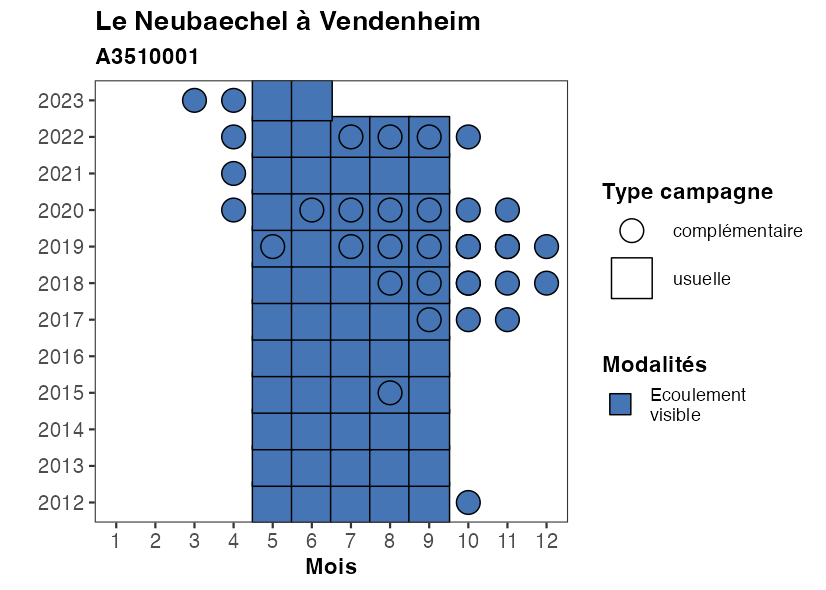 Le Neubaechel à Vendenheim
A3510001
2023
2022
2021
2020
2019
2018
2017
2016
2015
2014
2013
2012
1 2 3 4 5 6 7 8 9 10 11 12
Mois
Type campagne
complémentaire
usuelle
Modalités
Ecoulement
visible